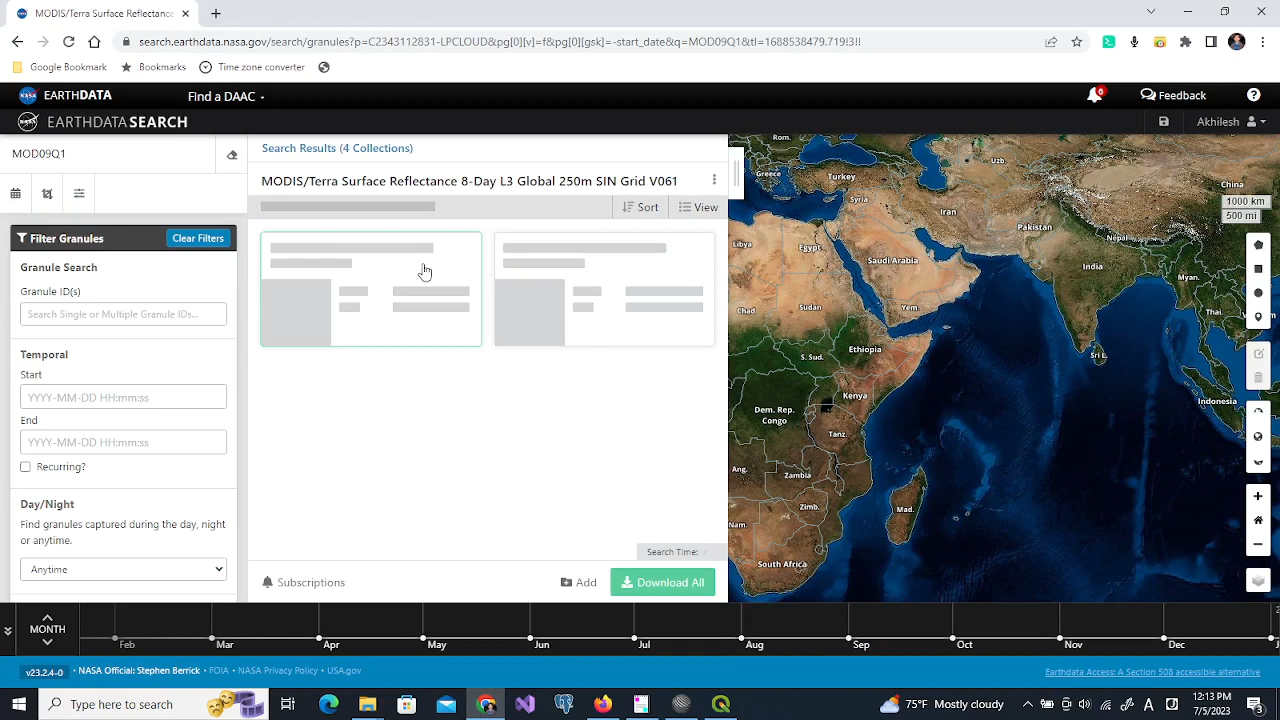 MODIS/Terra Surface Reflectance
search.earthdata.nasa.gov/search/granules?p=C2343112831-LPCLOUD&pg[0][v]=f&pg[0][gsk]=-start_date&q=MOD09Q1&tl=1688538479.719!3!!
Google Bookmark
Bookmarks
Time zone converter
EARTHDATA
Find a DAAC
6
Feedback
EARTHDATA SEARCH
Akhilesh
MOD09Q1
Search Results (4 Collections)
MODIS/Terra Surface Reflectance 8-Day L3 Global 250m SIN Grid V061
Sort
View
Filter Granules
Clear Filters
Granule Search
Granule ID(s)
Search Single or Multiple Granule IDs...
Temporal
Start
YYYY-MM-DD HH:mm:ss
End
YYYY-MM-DD HH:mm:ss
Recurring?
Day/Night
Find granules captured during the day, night
or anytime.
Anytime
Search Time:
Subscriptions
Add
Download All
Rom.
Uzb.
Greece
Turkey
Syria
China
Iran
Pakistan
Nepal
1000 km
500 mi
Libya
Egypt
Saudi Arabia
India
Myan.
Chad
Sudan
Yem.
Thai.
S. Sud.
Ethiopia
Sri L.
Kenya
Indonesia
Dem. Rep.
Congo
Tanz.
Ang.
Zambia
Zimb.
Mad.
Nam.
South Africa
MONTH
Feb
Mar
Apr
May
Jun
Jul
Aug
Sep
Oct
Nov
Dec
v23.2.4-0
• NASA Official: Stephen Berrick • FOIA • NASA Privacy Policy • USA.gov
Earthdata Access: A Section 508 accessible alternative
Type here to search
75°F Mostly cloudy
12:13 PM
7/5/2023